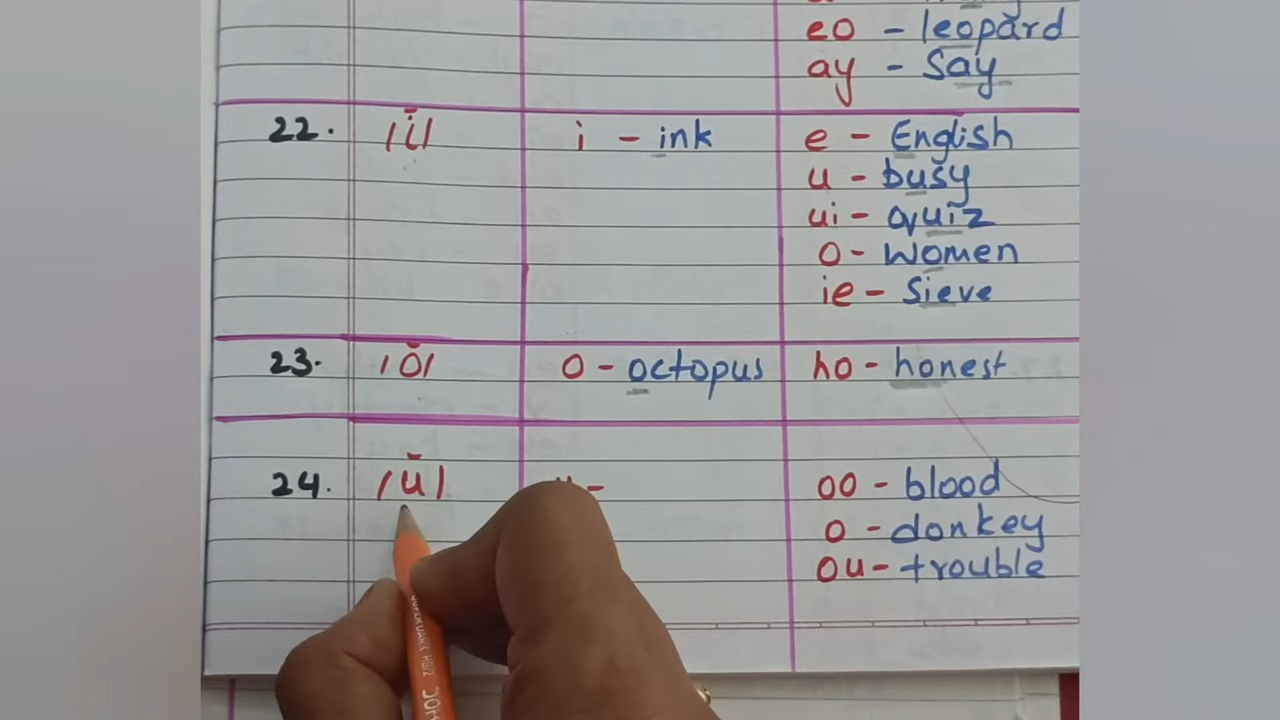 eo - leopard
ay - Say
22. /ĭ/ i - ink e - English
u - busy
ui - quiz
o - Women
ie - Sieve
23. /ŏ/ o - octopus ho - honest
24. /ŭ/ u - oo - blood
o - donkey
ou - trouble